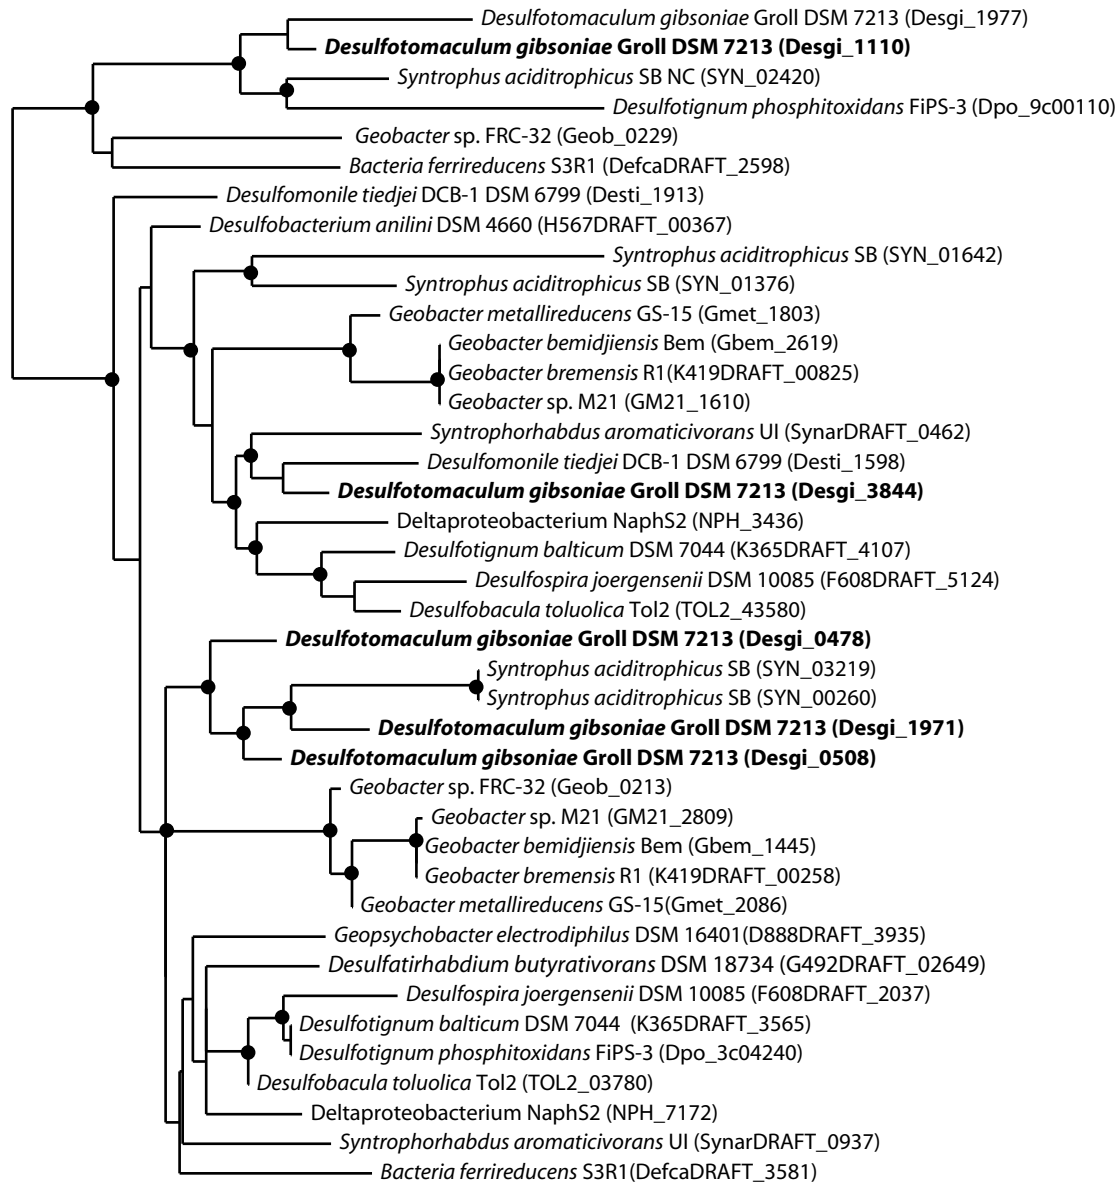 Desulfotomaculum gibsoniae Groll DSM 7213 (Desgi_1977)
Desulfotomaculum gibsoniae Groll DSM 7213 (Desgi_1110)
Syntrophus aciditrophicus SB NC (SYN_02420)
Desulfotignum phosphitoxidans FiPS-3 (Dpo_9c00110)
Geobacter sp. FRC-32 (Geob_0229)
Bacteria ferrireducens S3R1 (DefcaDRAFT_2598)
Desulfomonile tiedjei DCB-1 DSM 6799 (Desti_1913)
Desulfobacterium anilini DSM 4660 (H567DRAFT_00367)
Syntrophus aciditrophicus SB (SYN_01642)
Syntrophus aciditrophicus SB (SYN_01376)
Geobacter metallireducens GS-15 (Gmet_1803)
Geobacter bemidjiensis Bem (Gbem_2619)
Geobacter bremensis R1(K419DRAFT_00825)
Geobacter sp. M21 (GM21_1610)
Syntrophorhabdus aromaticivorans UI (SynarDRAFT_0462)
Desulfomonile tiedjei DCB-1 DSM 6799 (Desti_1598)
Desulfotomaculum gibsoniae Groll DSM 7213 (Desgi_3844)
Deltaproteobacterium NaphS2 (NPH_3436)
Desulfotignum balticum DSM 7044 (K365DRAFT_4107)
Desulfospira joergensenii DSM 10085 (F608DRAFT_5124)
Desulfobacula toluolica Tol2 (TOL2_43580)
Desulfotomaculum gibsoniae Groll DSM 7213 (Desgi_0478)
Syntrophus aciditrophicus SB (SYN_03219)
Syntrophus aciditrophicus SB (SYN_00260)
Desulfotomaculum gibsoniae Groll DSM 7213 (Desgi_1971)
Desulfotomaculum gibsoniae Groll DSM 7213 (Desgi_0508)
Geobacter sp. FRC-32 (Geob_0213)
Geobacter sp. M21 (GM21_2809)
Geobacter bemidjiensis Bem (Gbem_1445)
Geobacter bremensis R1 (K419DRAFT_00258)
Geobacter metallireducens GS-15(Gmet_2086)
Geopsychobacter electrodiphilus DSM 16401(D888DRAFT_3935)
Desulfatirhabdium butyrativorans DSM 18734 (G492DRAFT_02649)
Desulfospira joergensenii DSM 10085 (F608DRAFT_2037)
Desulfotignum balticum DSM 7044 (K365DRAFT_3565)
Desulfotignum phosphitoxidans FiPS-3 (Dpo_3c04240)
Desulfobacula toluolica Tol2 (TOL2_03780)
Deltaproteobacterium NaphS2 (NPH_7172)
Syntrophorhabdus aromaticivorans UI (SynarDRAFT_0937)
Bacteria ferrireducens S3R1(DefcaDRAFT_3581)